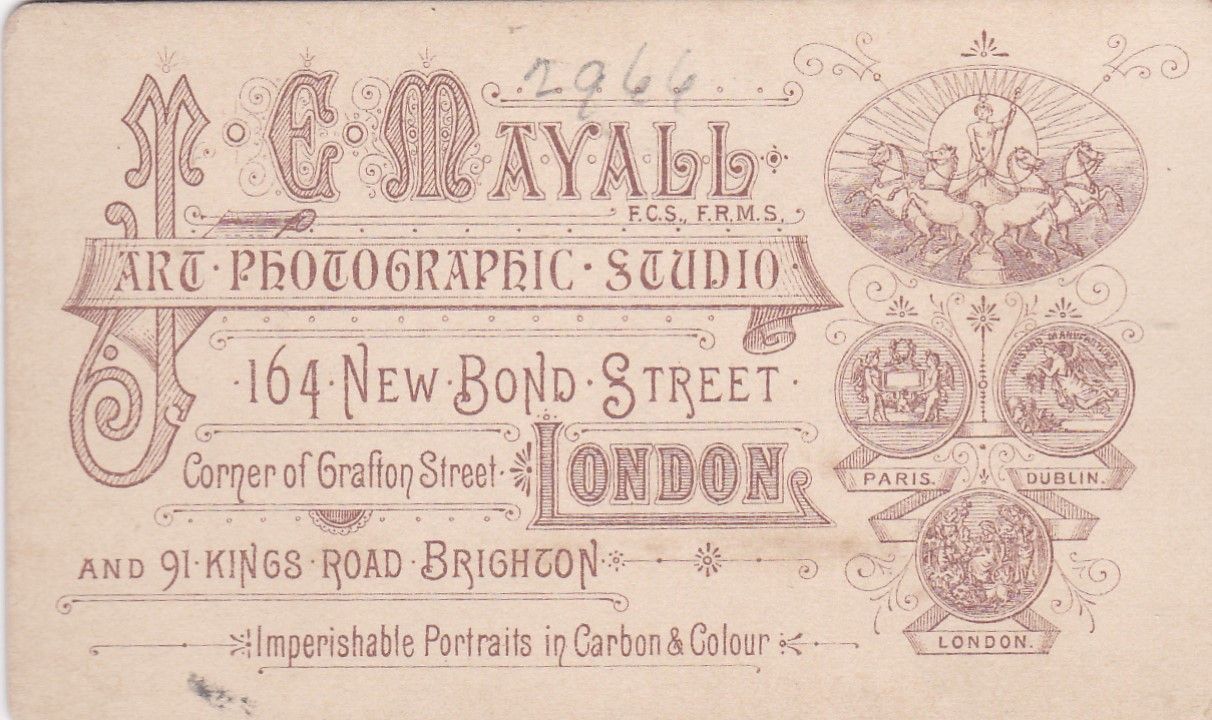 2966
J·E·MAYALL
F.C.S., F.R.M.S.
ART·PHOTOGRAPHIC·STUDIO
·164·NEW·BOND·STREET·
Corner of Grafton Street· LONDON
AND 91·KINGS·ROAD·BRIGHTON
Imperishable Portraits in Carbon & Colour
PARIS.
DUBLIN.
LONDON.